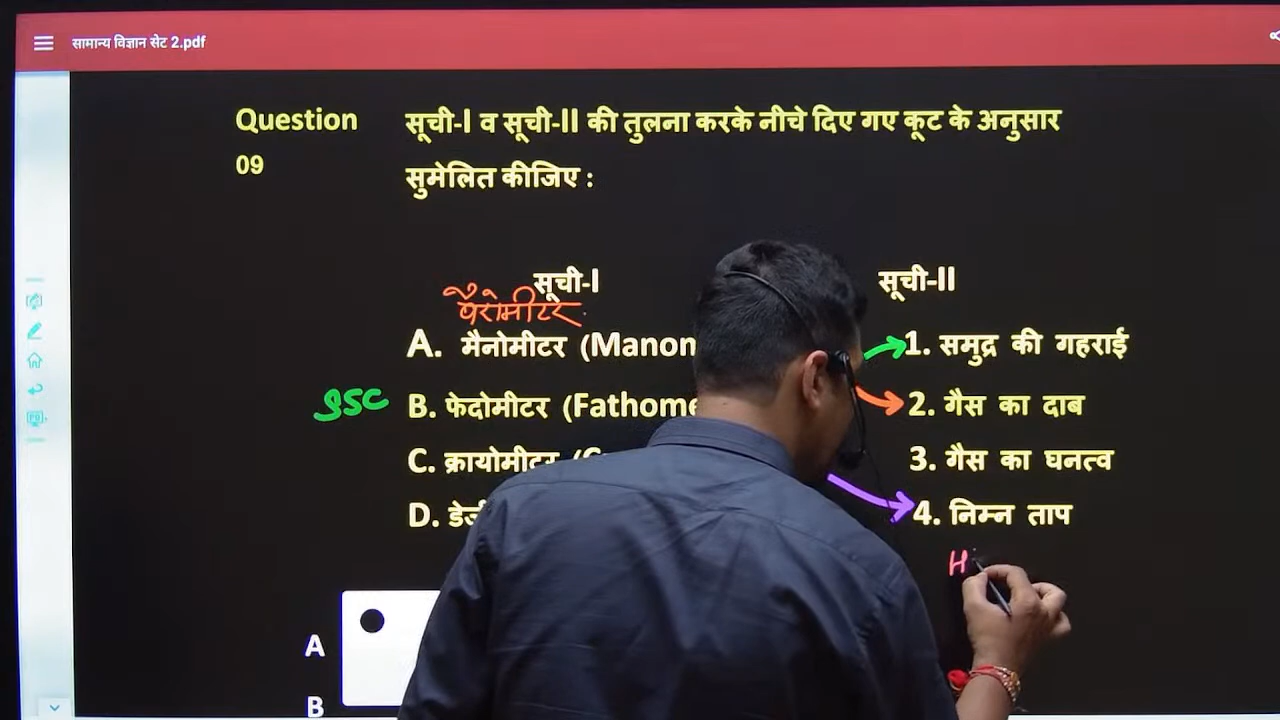 सामान्य विज्ञान सेट 2.pdf
Question 09
सूची-I व सूची-II की तुलना करके नीचे दिए गए कूट के अनुसार
सुमेलित कीजिए :
सूची-I
सूची-II
बैरोमीटर
A. मैनोमीटर (Manom
1. समुद्र की गहराई
SSC
B. फेदोमीटर (Fathome
2. गैस का दाब
C. क्रायोमीटर
3. गैस का घनत्व
D.
4. निम्न ताप
H
A
B